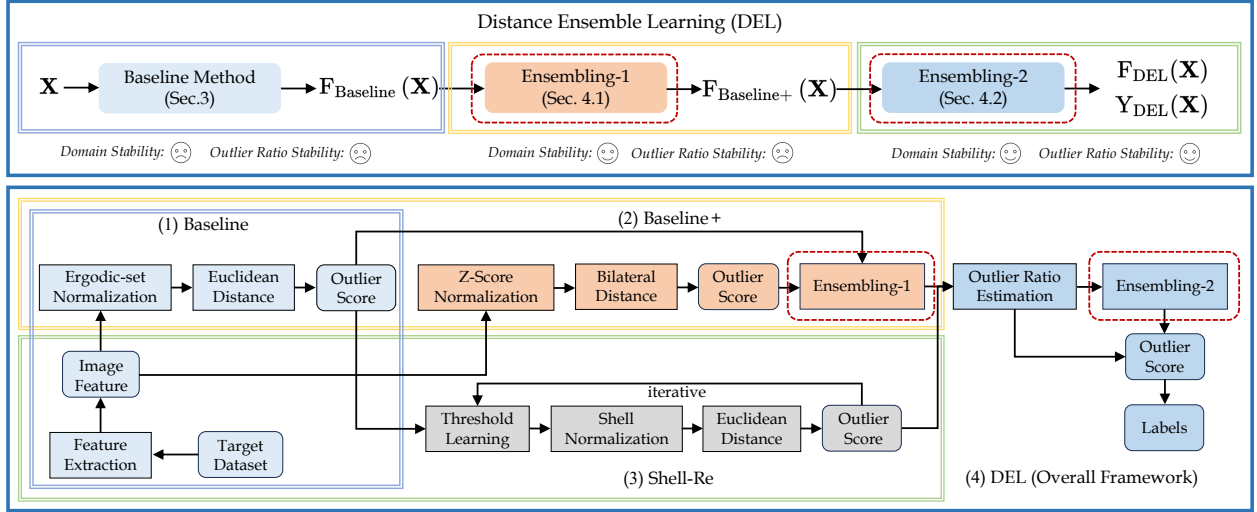 Distance Ensemble Learning (DEL)
X
Baseline Method
(Sec.3)
F_Baseline (X)
Ensembling-1
(Sec. 4.1)
F_Baseline+ (X)
Ensembling-2
(Sec. 4.2)
F_DEL(X)
Y_DEL(X)
Domain Stability: Outlier Ratio Stability:
Domain Stability: Outlier Ratio Stability:
Domain Stability: Outlier Ratio Stability:
(1) Baseline
(2) Baseline+
Ergodic-set
Normalization
Euclidean
Distance
Outlier
Score
Z-Score
Normalization
Bilateral
Distance
Outlier
Score
Ensembling-1
Outlier Ratio
Estimation
Ensembling-2
Image
Feature
Outlier
Score
iterative
Threshold
Learning
Shell
Normalization
Euclidean
Distance
Outlier
Score
Labels
Feature
Extraction
Target
Dataset
(3) Shell-Re
(4) DEL (Overall Framework)